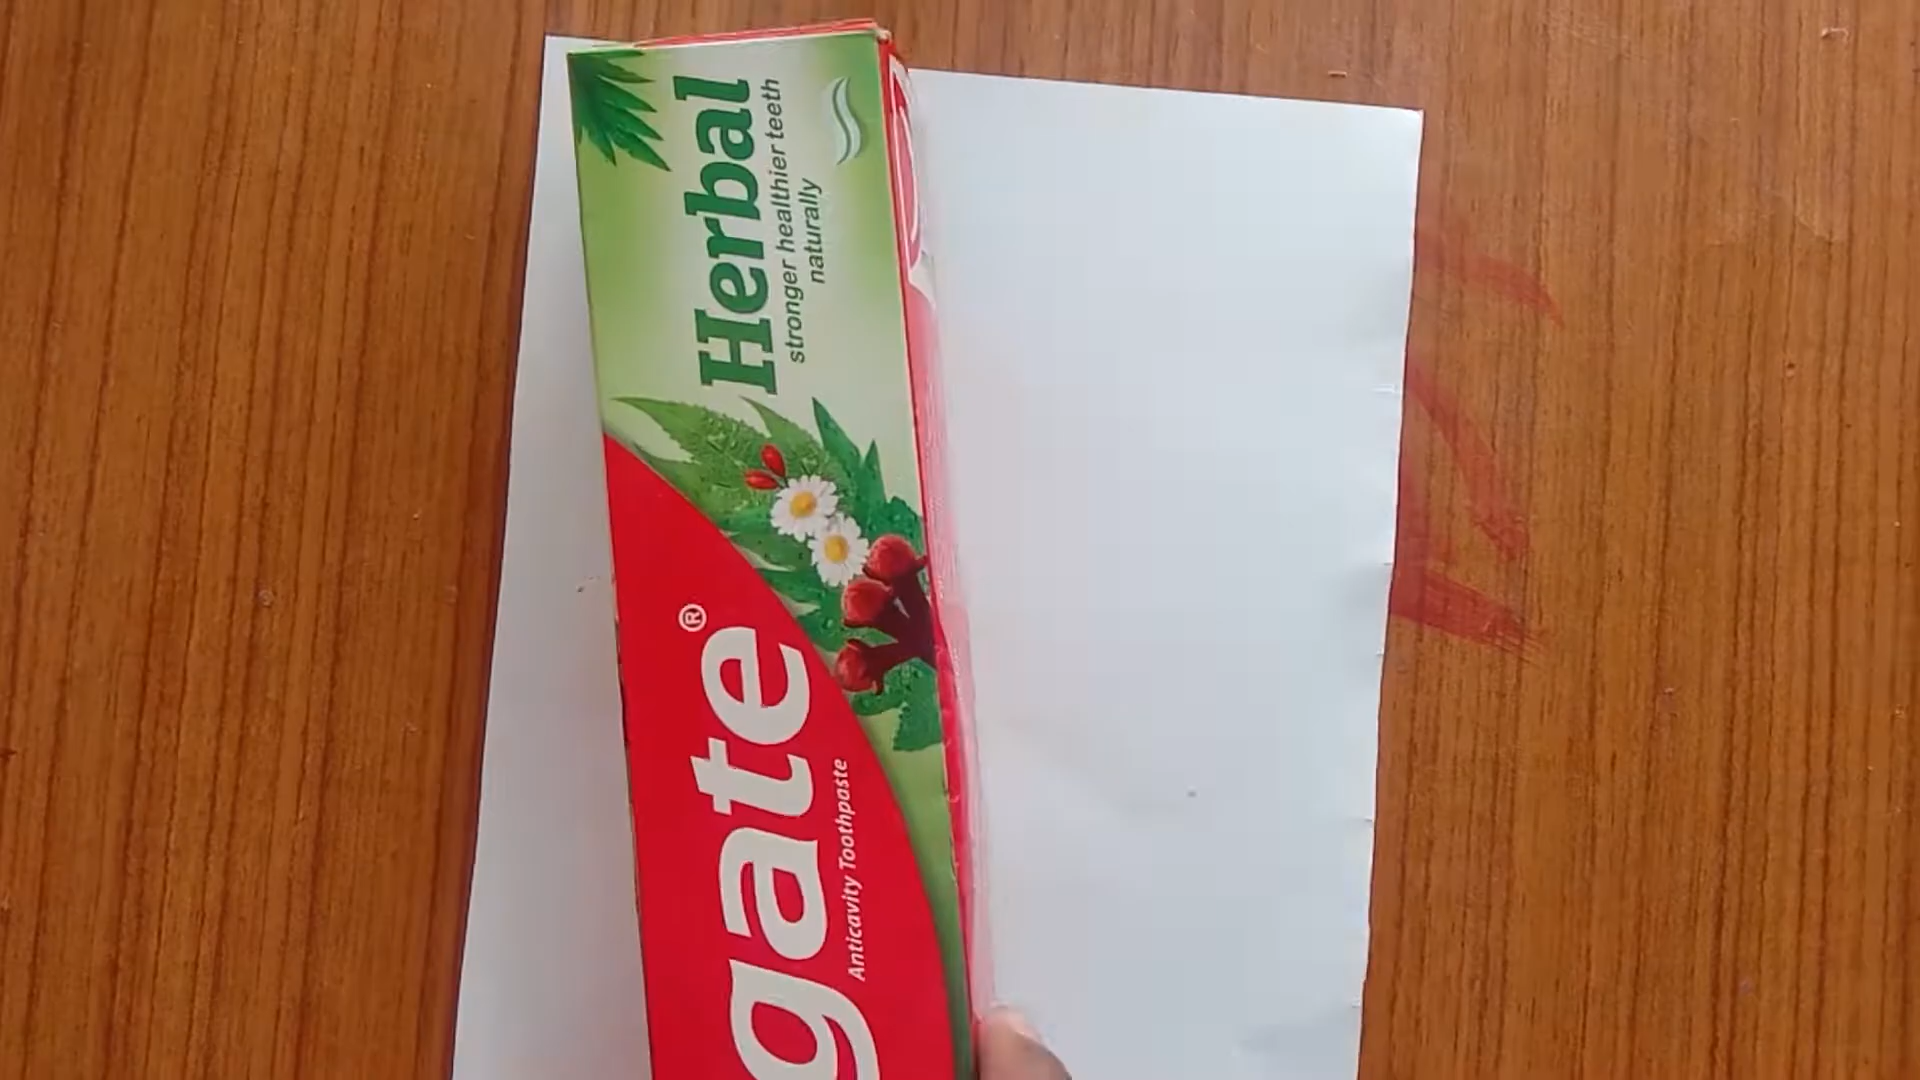 gate®
Anticavity Toothpaste
Herbal
stronger healthier teeth
naturally